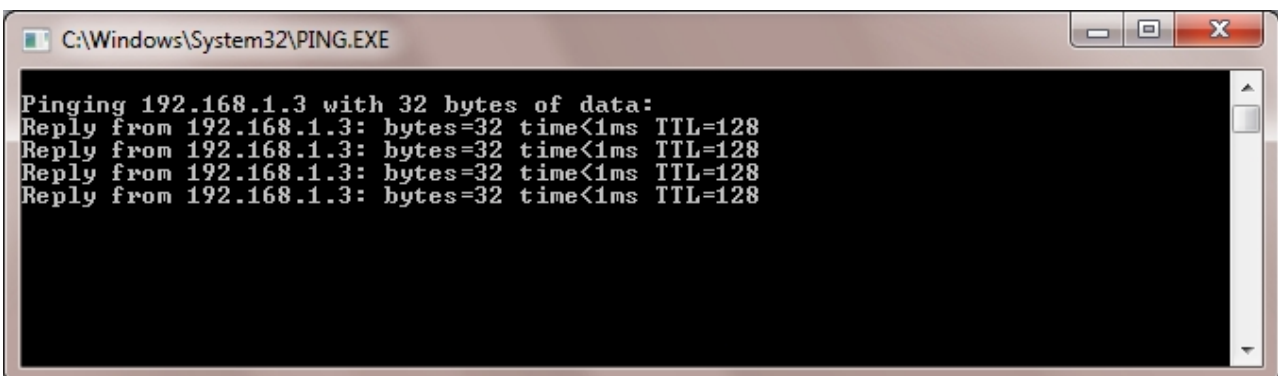 C:\Windows\System32\PING.EXE
Pinging 192.168.1.3 with 32 bytes of data:
Reply from 192.168.1.3: bytes=32 time<1ms TTL=128
Reply from 192.168.1.3: bytes=32 time<1ms TTL=128
Reply from 192.168.1.3: bytes=32 time<1ms TTL=128
Reply from 192.168.1.3: bytes=32 time<1ms TTL=128